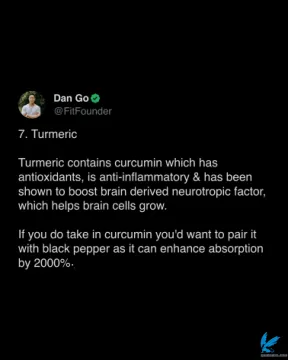 Dan Go
@FitFounder
7. Turmeric
Turmeric contains curcumin which has
antioxidants, is anti-inflammatory & has been
shown to boost brain derived neurotropic factor,
which helps brain cells grow.
If you do take in curcumin you'd want to pair it
with black pepper as it can enhance absorption
by 2000%.